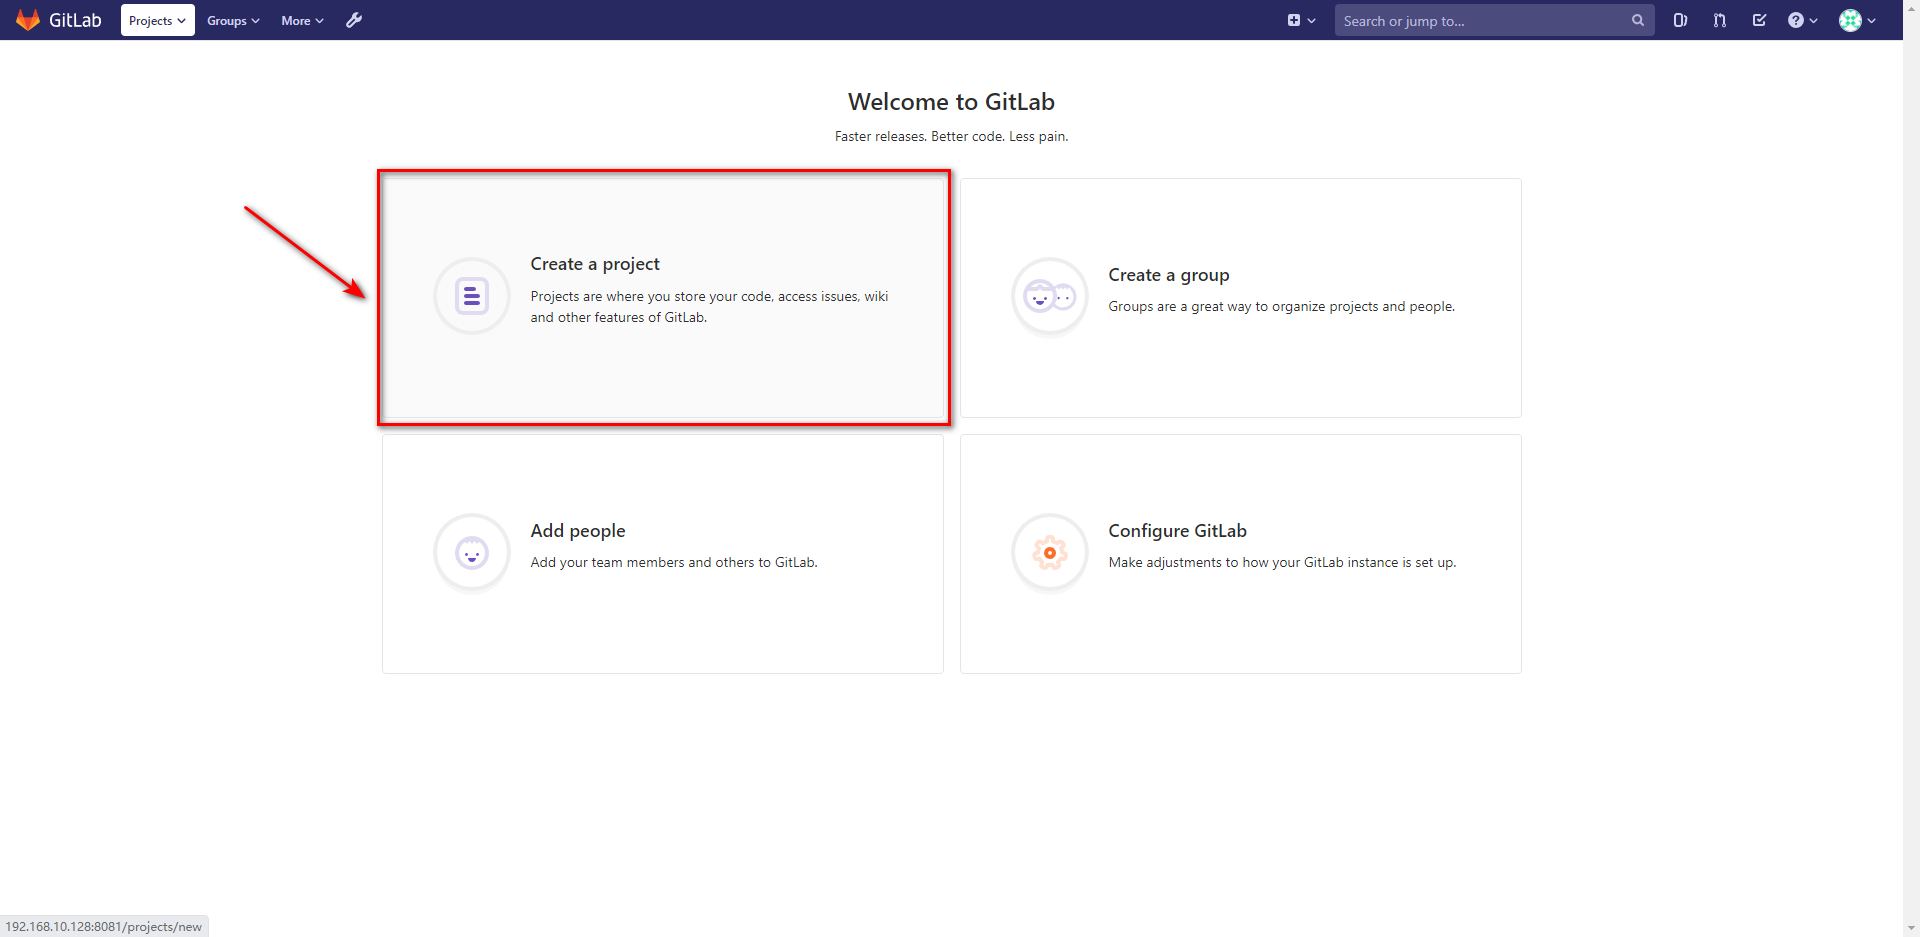 GitLab Projects Groups More Search or jump to...
Welcome to GitLab
Faster releases. Better code. Less pain.
Create a project
Projects are where you store your code, access issues, wiki
and other features of GitLab.
Create a group
Groups are a great way to organize projects and people.
Add people
Add your team members and others to GitLab.
Configure GitLab
Make adjustments to how your GitLab instance is set up.
192.168.10.128:8081/projects/new